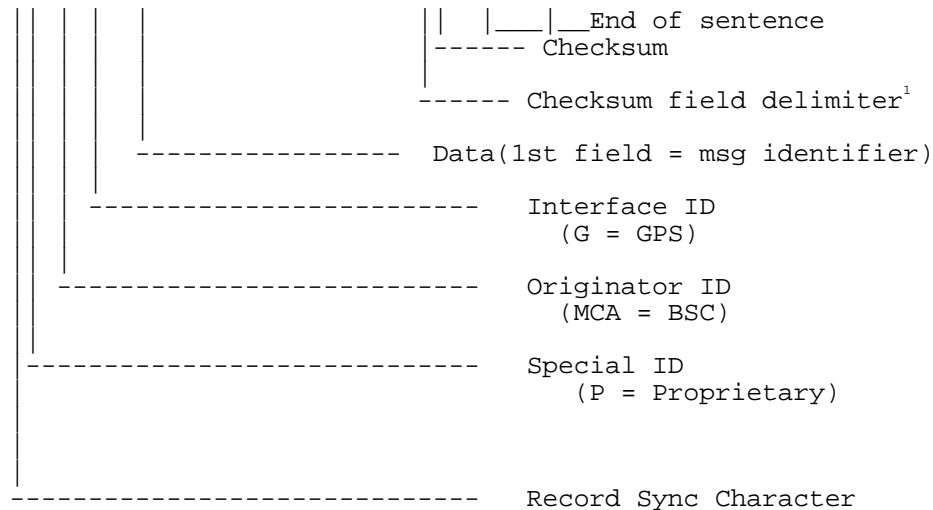 End of sentence
Checksum
Checksum field delimiter¹
Data(1st field = msg identifier)
Interface ID
(G = GPS)
Originator ID
(MCA = BSC)
Special ID
(P = Proprietary)
Record Sync Character